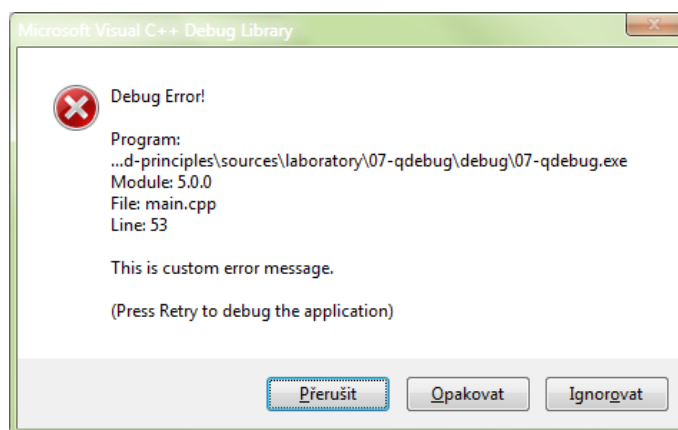 Microsoft Visual C++ Debug Library
Debug Error!
Program:
...d-principles\sources\laboratory\07-qdebug\debug\07-qdebug.exe
Module: 5.0.0
File: main.cpp
Line: 53
This is custom error message.
(Press Retry to debug the application)
Přerušit Opakovat Ignorovat